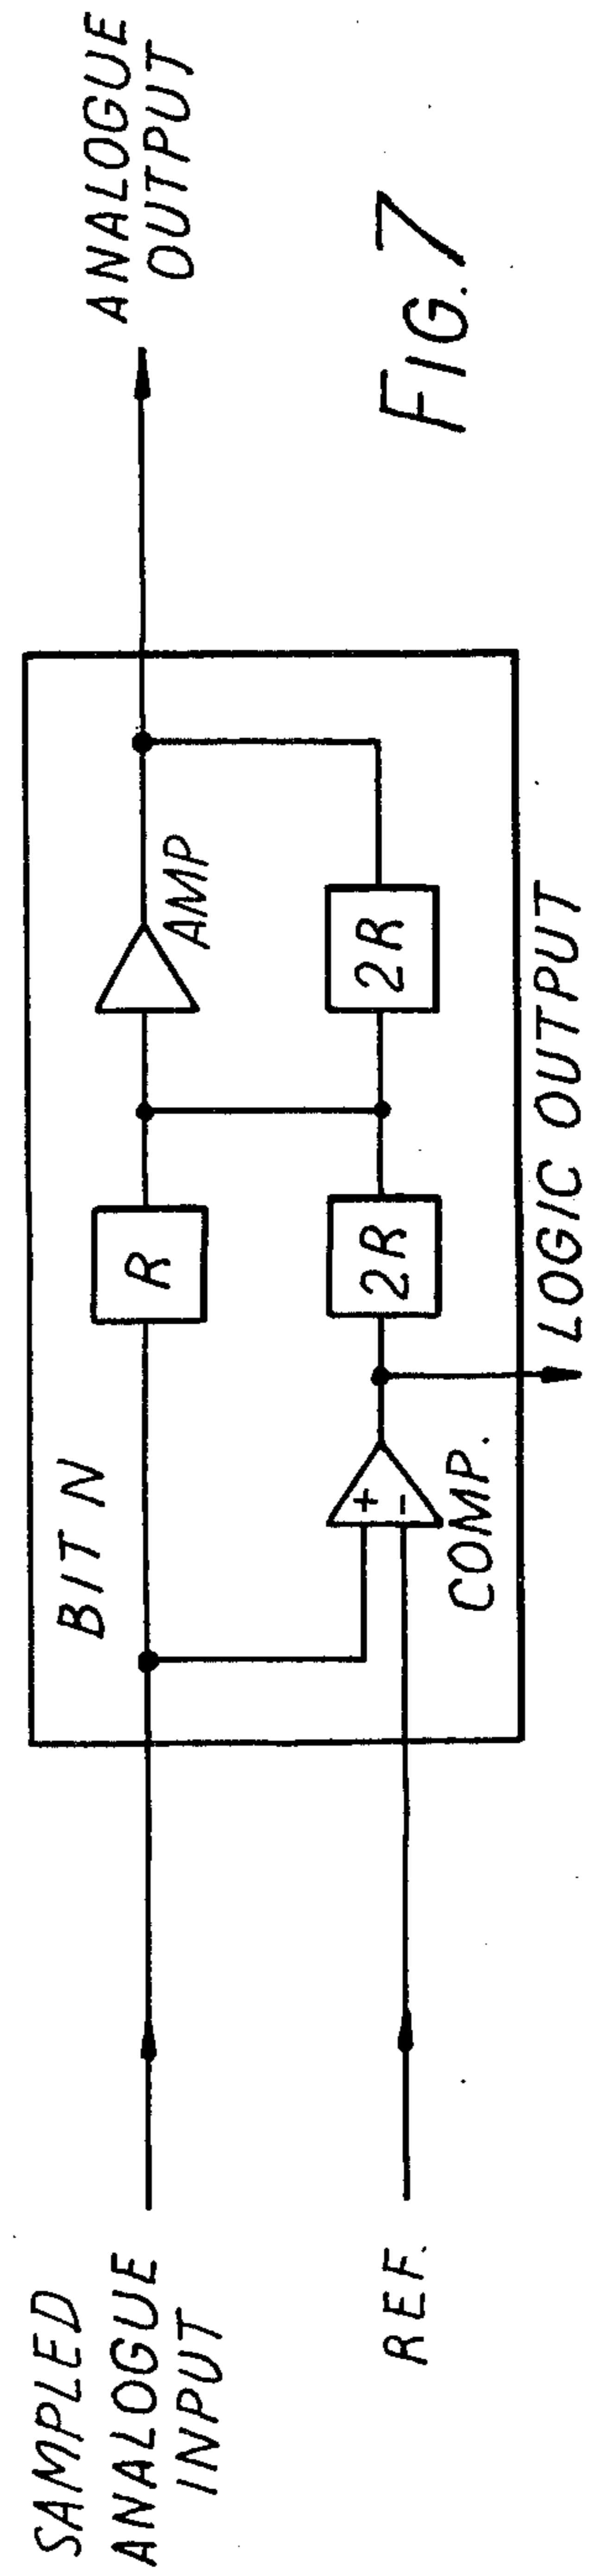 SAMPLED
ANALOGUE
INPUT
REF.
BIT N
R
AMP
ANALOGUE
OUTPUT
+
-
COMP.
2R
2R
LOGIC OUTPUT
FIG. 7